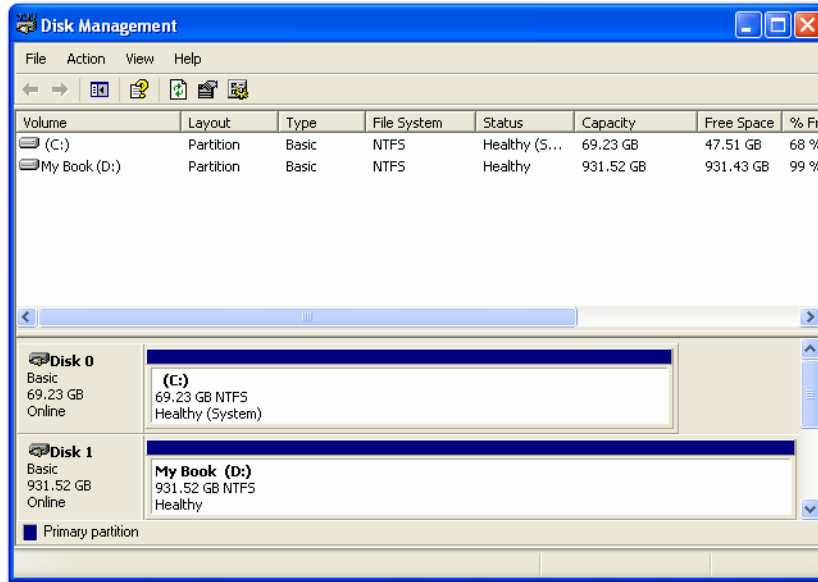 Disk Management
File Action View Help
Volume Layout Type File System Status Capacity Free Space % Fr
(C:) Partition Basic NTFS Healthy (S... 69.23 GB 47.51 GB 68 %
My Book (D:) Partition Basic NTFS Healthy 931.52 GB 931.43 GB 99 %
Disk 0
Basic
69.23 GB
Online
(C:)
69.23 GB NTFS
Healthy (System)
Disk 1
Basic
931.52 GB
Online
My Book (D:)
931.52 GB NTFS
Healthy
Primary partition